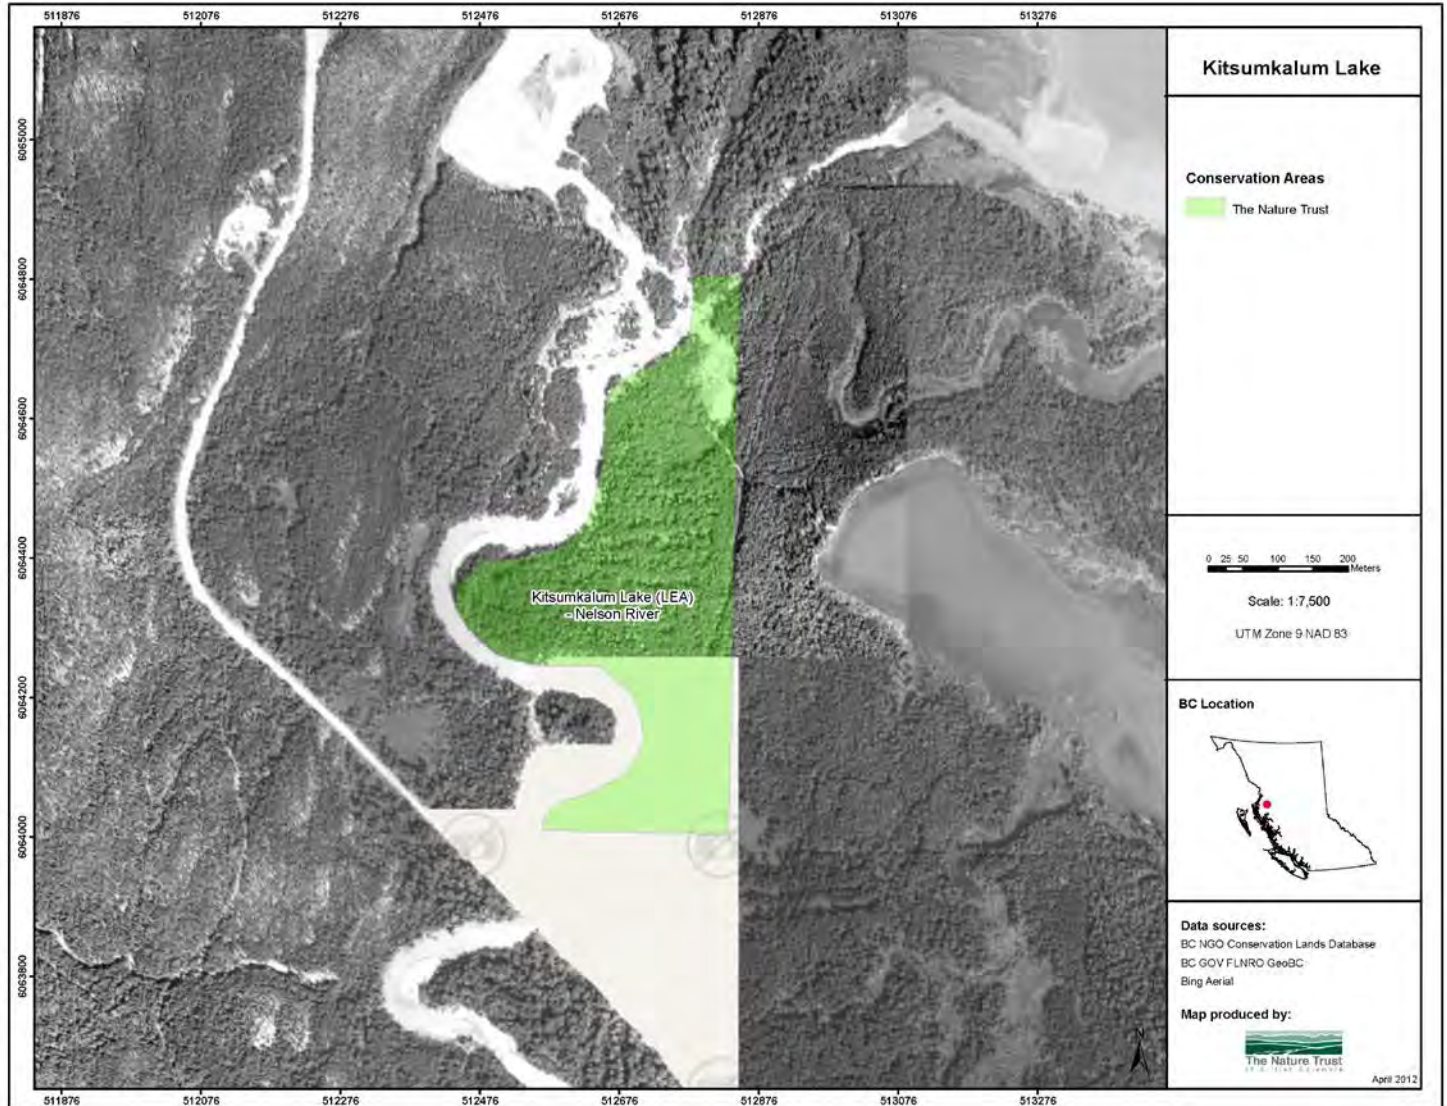 511876 512076 512276 512476 512676 512876 513076 513276
Kitsumkalum Lake
6065000
6064800
6064600
6064400
6064200
6064000
6063800
Kitsumkalum Lake (LEA)
- Nelson River
Conservation Areas
The Nature Trust
0 25 50 100 150 200
Meters
Scale: 1:7,500
UTM Zone 9 NAD 83
BC Location
Data sources:
BC NGO Conservation Lands Database
BC GOV FLNRO GeoBC
Bing Aerial
Map produced by:
The Nature Trust
N
April 2012
511876 512076 512276 512476 512676 512876 513076 513276